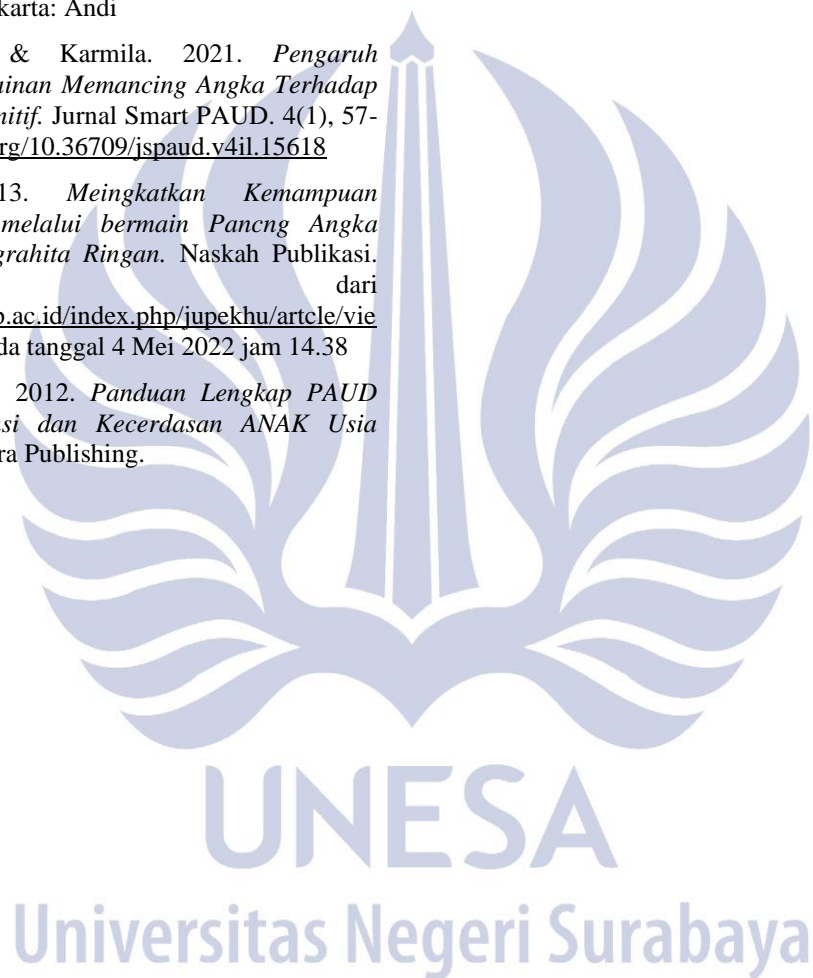 karta: Andi
& Karmila. 2021. Pengaruh
ainan Memancing Angka Terhadap
nitif. Jurnal Smart PAUD. 4(1), 57-
rg/10.36709/jspaud.v4il.15618
13. Meingkatkan Kemampuan
melalui bermain Pancng Angka
grahita Ringan. Naskah Publikasi.
dari
p.ac.id/index.php/jupekhu/artcle/vie
da tanggal 4 Mei 2022 jam 14.38
2012. Panduan Lengkap PAUD
si dan Kecerdasan ANAK Usia
ra Publishing.
UNESA
Universitas Negeri Surabaya